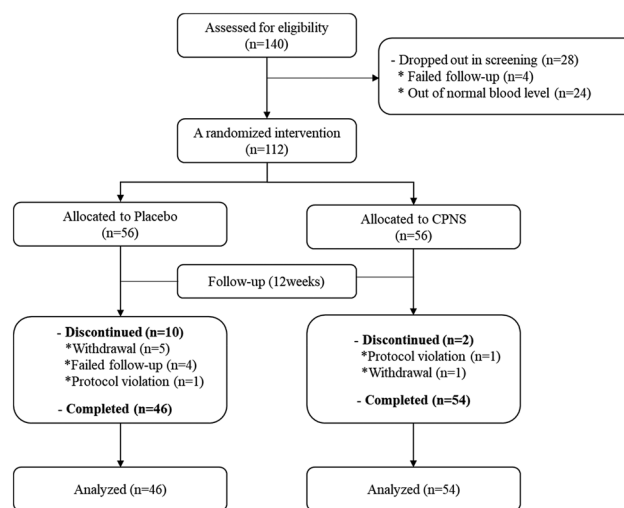 Assessed for eligibility
(n=140)
- Dropped out in screening (n=28)
* Failed follow-up (n=4)
* Out of normal blood level (n=24)
A randomized intervention
(n=112)
Allocated to Placebo
(n=56)
Allocated to CPNS
(n=56)
Follow-up (12weeks)
- Discontinued (n=10)
*Withdrawal (n=5)
*Failed follow-up (n=4)
*Protocol violation (n=1)
- Completed (n=46)
- Discontinued (n=2)
*Protocol violation (n=1)
*Withdrawal (n=1)
- Completed (n=54)
Analyzed (n=46)
Analyzed (n=54)